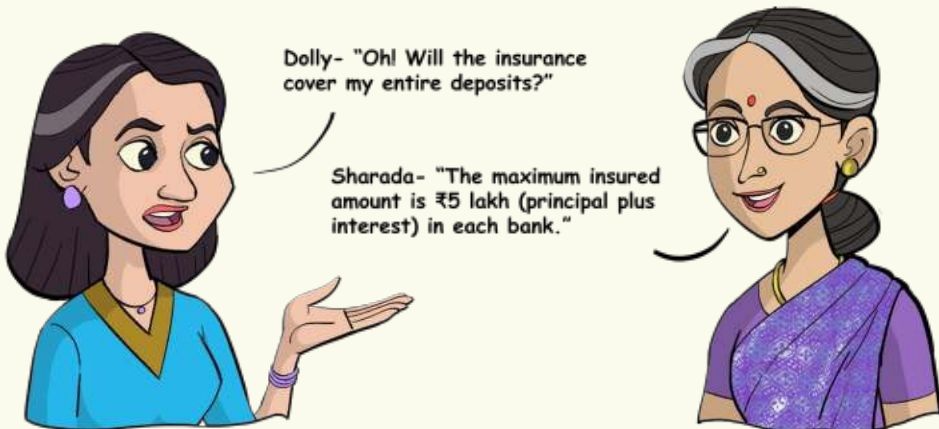 Dolly- “Oh! Will the insurance
cover my entire deposits?”
Sharada- “The maximum insured
amount is ₹5 lakh (principal plus
interest) in each bank.”